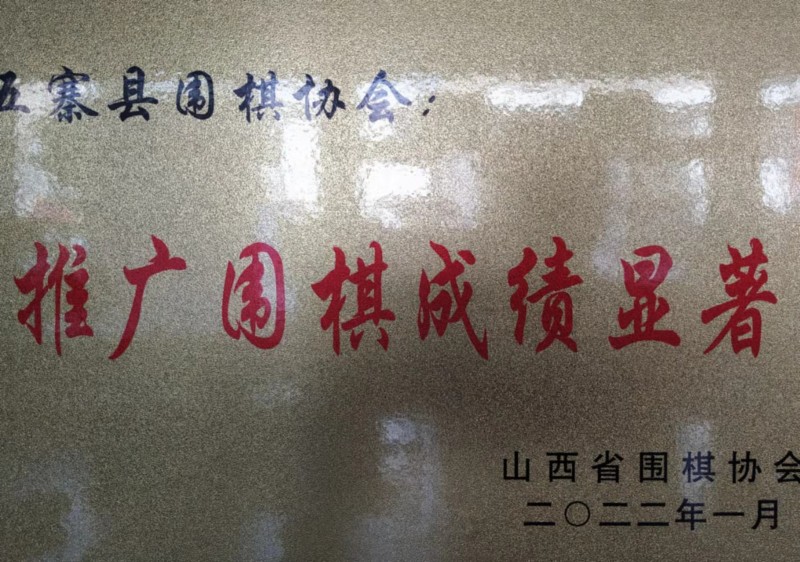 五寨县围棋协会：
推广围棋成绩显著
山西省围棋协会
二〇二二年一月